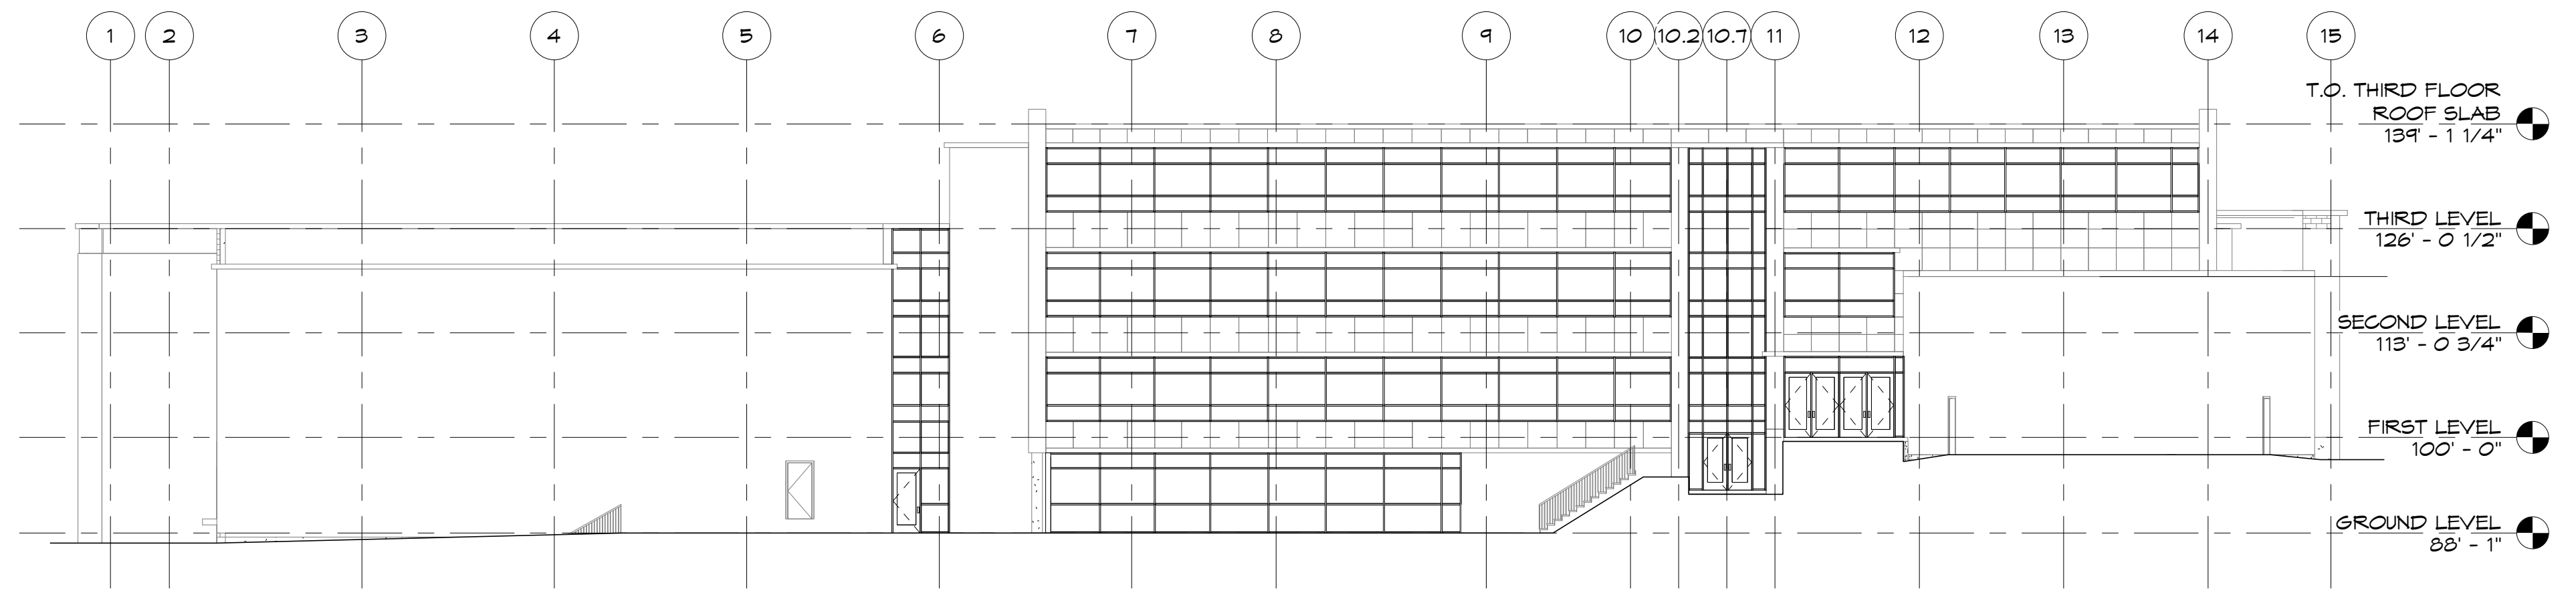 1 2 3 4 5 6 7 8 9 10 10.2 10.7 11 12 13 14 15
T.O. THIRD FLOOR
ROOF SLAB
139' - 1 1/4"
THIRD LEVEL
126' - 0 1/2"
SECOND LEVEL
113' - 0 3/4"
FIRST LEVEL
100' - 0"
GROUND LEVEL
88' - 1"